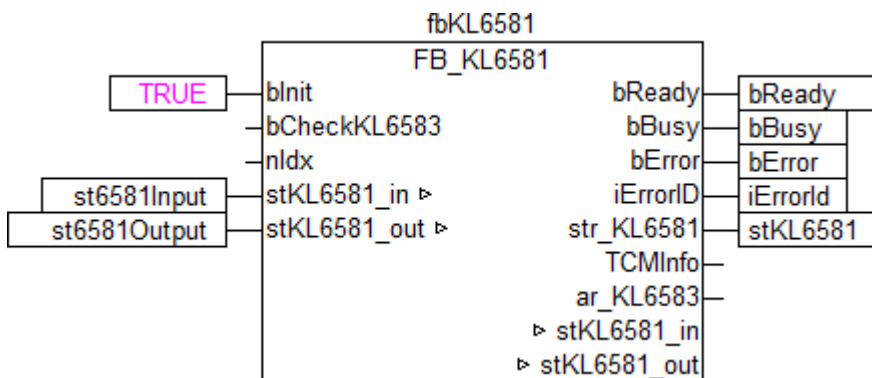 fbKL6581
FB_KL6581
TRUE bInit bReady bReady
bCheckKL6583 bBusy bBusy
nIdx bError bError
st6581Input stKL6581_in iErrorID iErrorId
st6581Output stKL6581_out str_KL6581 stKL6581
TCMInfo
ar_KL6583
stKL6581_in
stKL6581_out